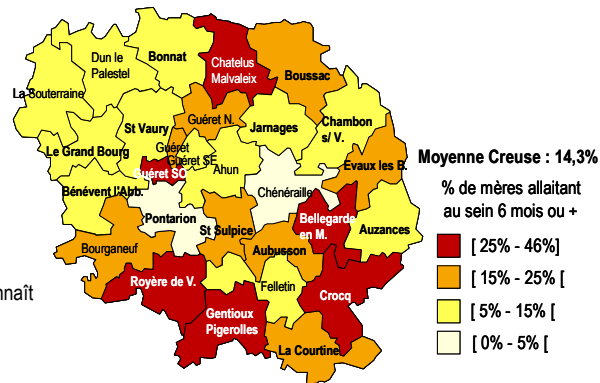 Dun le
Palestel
Bonnat
Chatelus
Malvaleix
Boussac
La Souterraine
Guéret N.
St Vaury
Jarnages
Chambon
s/ V.
Le Grand Bourg
Guéret
Guéret SE
Guéret SO
Ahun
Evaux les B.
Bénévent l'Abb.
Chénéraille
Pontarion
Bellegarde
en M.
St Sulpice
Auzances
Bourganeuf
Aubusson
Royère de V.
Felletin
Crocq
Gentioux
Pigerolles
La Courtine
nnaît
Moyenne Creuse : 14,3%
% de mères allaitant
au sein 6 mois ou +
[ 25% - 46%]
[ 15% - 25% [
[ 5% - 15% [
[ 0% - 5% [